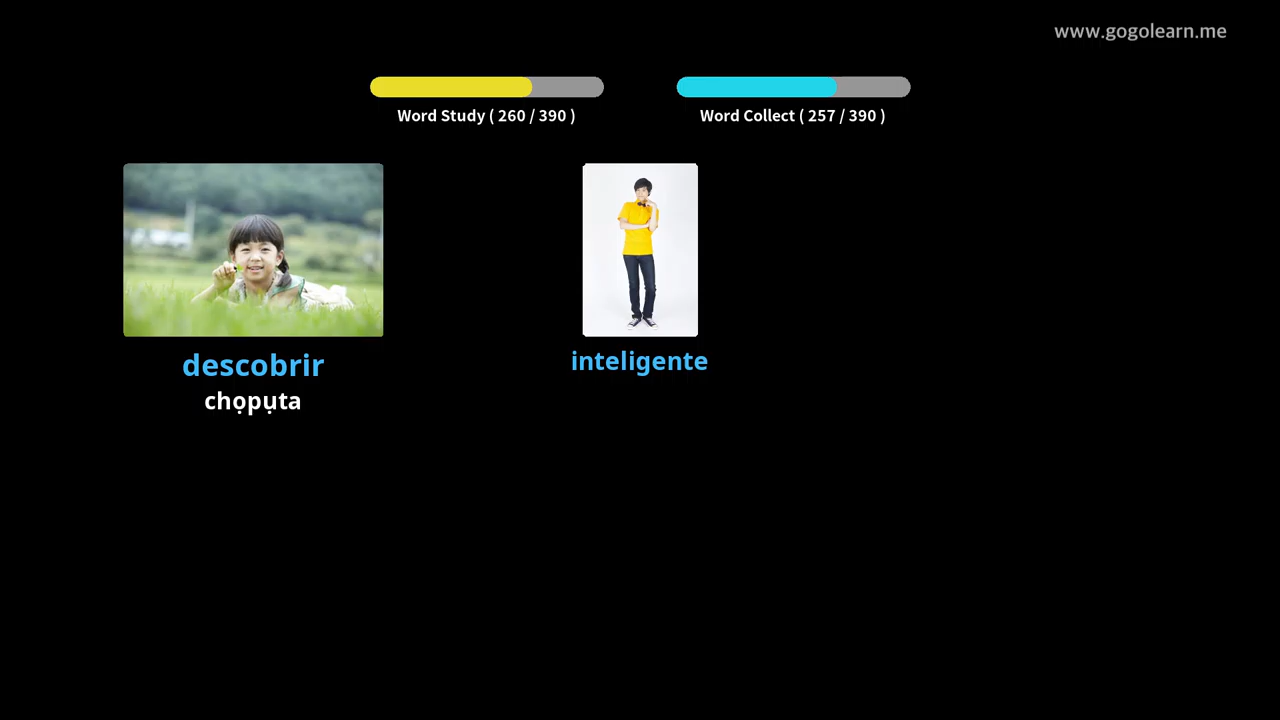 www.gogolearn.me
Word Study ( 260 / 390 )
Word Collect ( 257 / 390 )
descobrir
chọpụta
inteligente